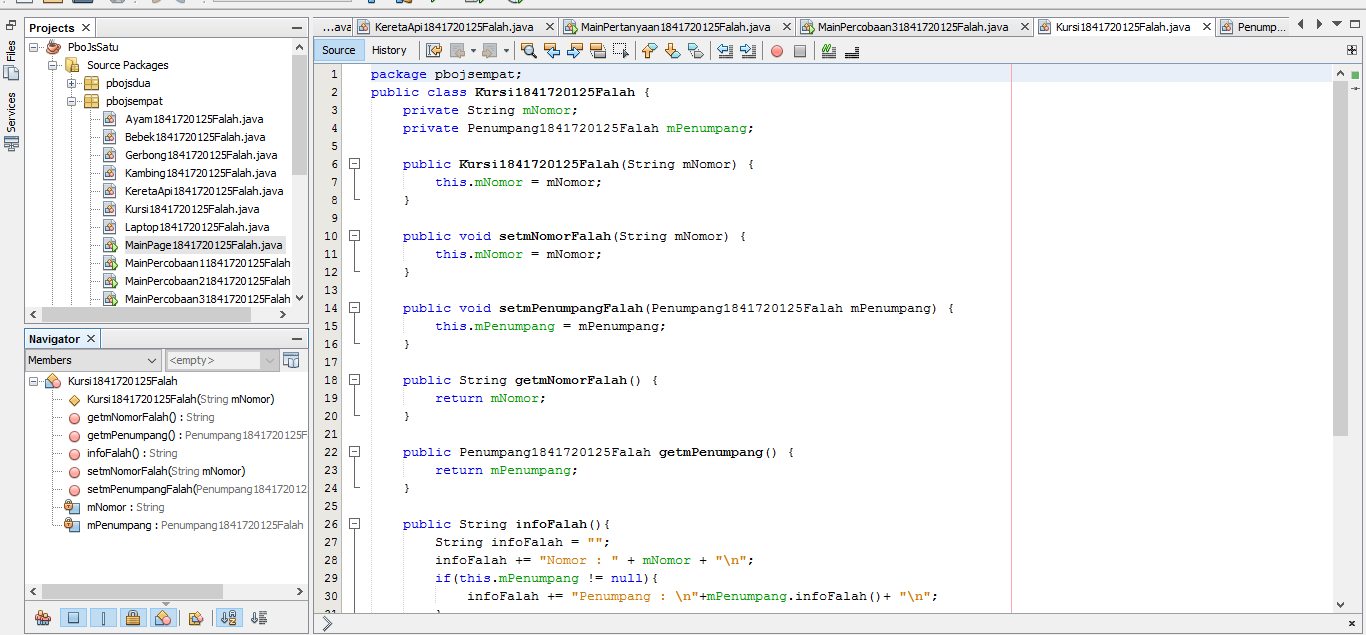 Projects
PboJsSatu
Source Packages
pbojsdua
pbojsempat
Ayam1841720125Falah.java
Bebek1841720125Falah.java
Gerbong1841720125Falah.java
Kambing1841720125Falah.java
KeretaApi1841720125Falah.java
Kursi1841720125Falah.java
Laptop1841720125Falah.java
MainPage1841720125Falah.java
MainPercobaan11841720125Falah
MainPercobaan21841720125Falah
MainPercobaan31841720125Falah
Files
Services
Navigator
Members
<empty>
Kursi1841720125Falah
Kursi1841720125Falah(String mNomor)
getmNomorFalah() : String
getmPenumpang() : Penumpang1841720125F
infoFalah() : String
setmNomorFalah(String mNomor)
setmPenumpangFalah(Penumpang184172012
mNomor : String
mPenumpang : Penumpang1841720125Falah
...ava KeretaApi1841720125Falah.java MainPertanyaan1841720125Falah.java MainPercobaan31841720125Falah.java Kursi1841720125Falah.java Penump...
Source History
1 package pbojsempat;
2 public class Kursi1841720125Falah {
3 private String mNomor;
4 private Penumpang1841720125Falah mPenumpang;
5
6 public Kursi1841720125Falah(String mNomor) {
7 this.mNomor = mNomor;
8 }
9
10 public void setmNomorFalah(String mNomor) {
11 this.mNomor = mNomor;
12 }
13
14 public void setmPenumpangFalah(Penumpang1841720125Falah mPenumpang) {
15 this.mPenumpang = mPenumpang;
16 }
17
18 public String getmNomorFalah() {
19 return mNomor;
20 }
21
22 public Penumpang1841720125Falah getmPenumpang() {
23 return mPenumpang;
24 }
25
26 public String infoFalah(){
27 String infoFalah = "";
28 infoFalah += "Nomor : " + mNomor + "\n";
29 if(this.mPenumpang != null){
30 infoFalah += "Penumpang : \n"+mPenumpang.infoFalah()+ "\n";